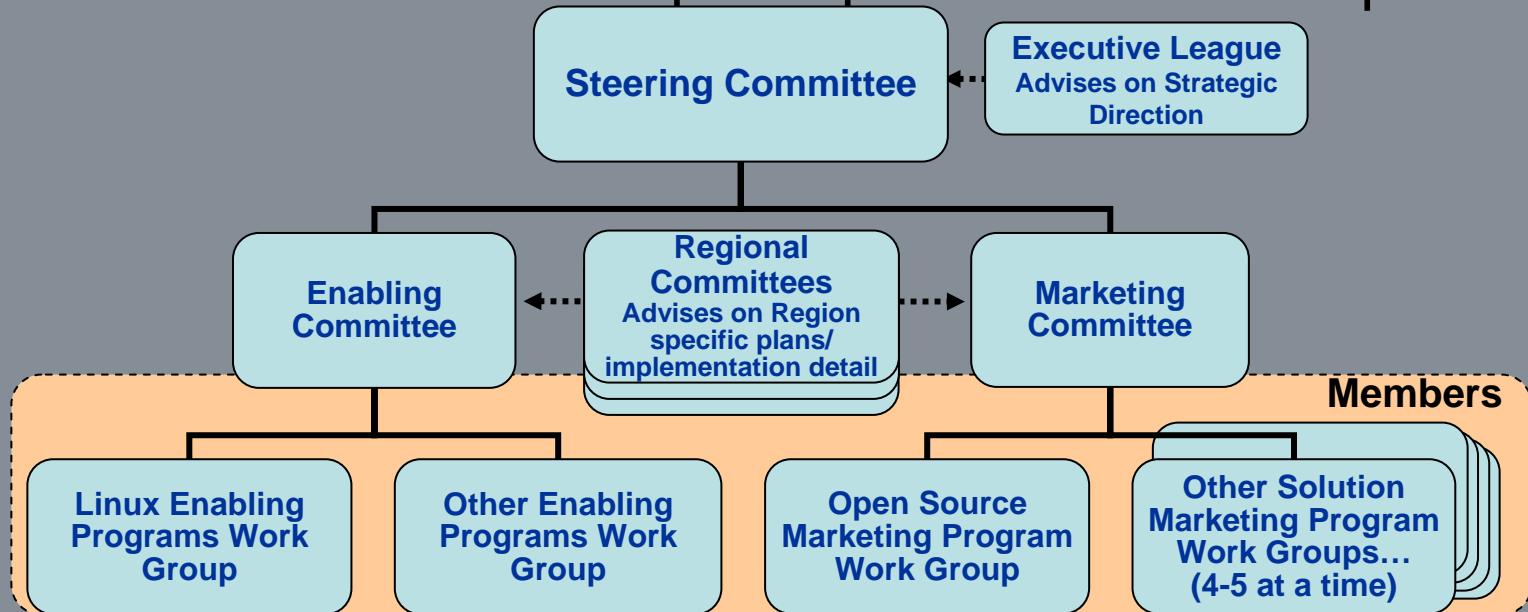 Steering Committee
Executive League
Advises on Strategic
Direction
Enabling
Committee
Regional
Committees
Advises on Region
specific plans/
implementation detail
Marketing
Committee
Members
Linux Enabling
Programs Work
Group
Other Enabling
Programs Work
Group
Open Source
Marketing Program
Work Group
Other Solution
Marketing Program
Work Groups…
(4-5 at a time)